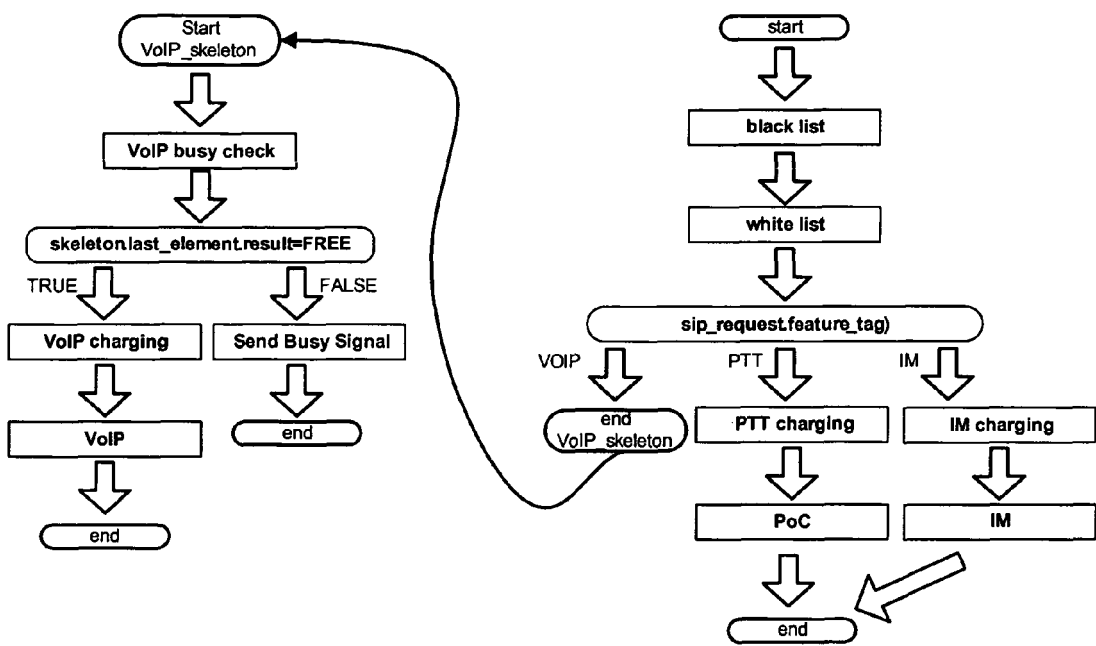 Start
VoIP_skeleton
VoIP busy check
skeleton.last_element.result=FREE
TRUE
FALSE
VoIP charging
Send Busy Signal
VoIP
end
end
start
black list
white list
sip_request.feature_tag)
VOIP
PTT
IM
end
VoIP_skeleton
PTT charging
IM charging
PoC
IM
end